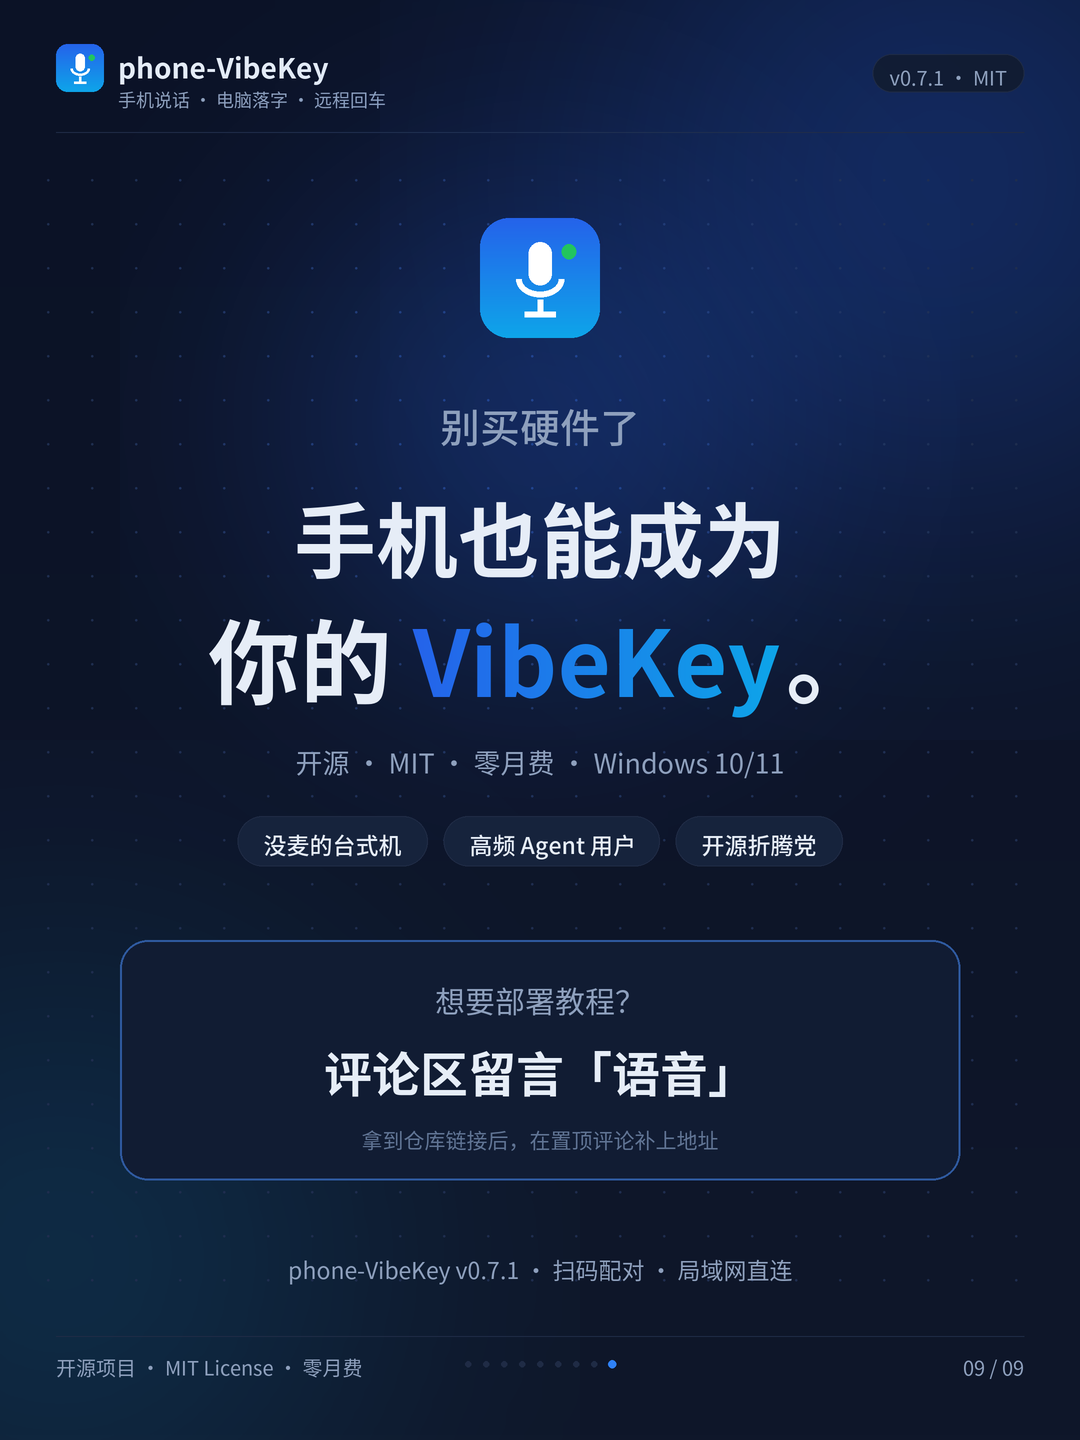 phone-VibeKey
手机说话 · 电脑落字 · 远程回车
v0.7.1 · MIT
别买硬件了
手机也能成为
你的 VibeKey。
开源 · MIT · 零月费 · Windows 10/11
没麦的台式机
高频 Agent 用户
开源折腾党
想要部署教程？
评论区留言「语音」
拿到仓库链接后，在置顶评论补上地址
phone-VibeKey v0.7.1 · 扫码配对 · 局域网直连
开源项目 · MIT License · 零月费
09 / 09